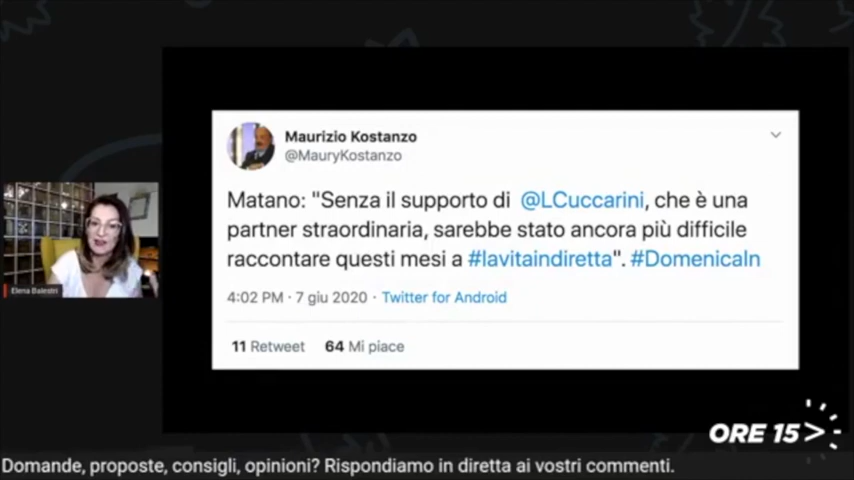 Maurizio Kostanzo
@MauryKostanzo
Matano: "Senza il supporto di @LCuccarini, che è una
partner straordinaria, sarebbe stato ancora più difficile
raccontare questi mesi a #lavitaindiretta". #DomenicaIn
4:02 PM · 7 giu 2020 · Twitter for Android
11 Retweet 64 Mi piace
Elena Balestri
ORE 15>
Domande, proposte, consigli, opinioni? Rispondiamo in diretta ai vostri commenti.